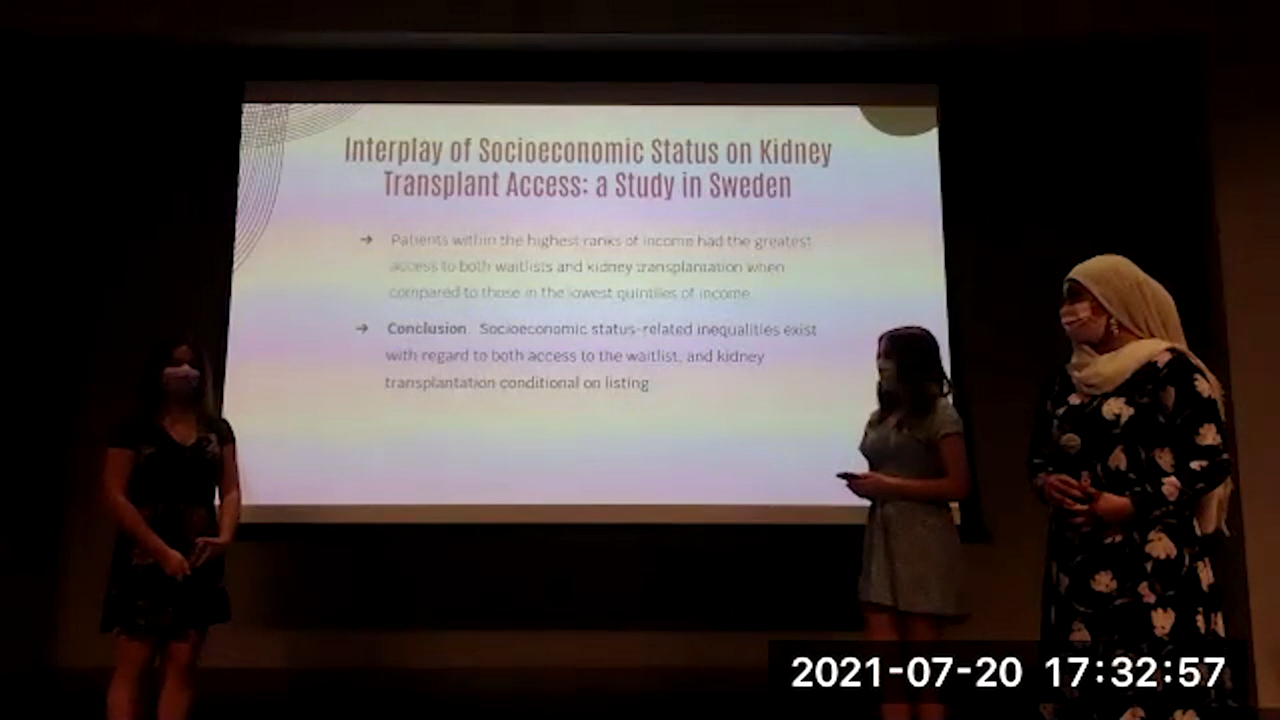 Interplay of Socioeconomic Status on Kidney
Transplant Access: a Study in Sweden
→ Patients within the highest ranks of income had the greatest
access to both waitlists and kidney transplantation when
compared to those in the lowest quintiles of income
→ Conclusion: Socioeconomic status-related inequalities exist
with regard to both access to the waitlist, and kidney
transplantation conditional on listing
2021-07-20 17:32:57